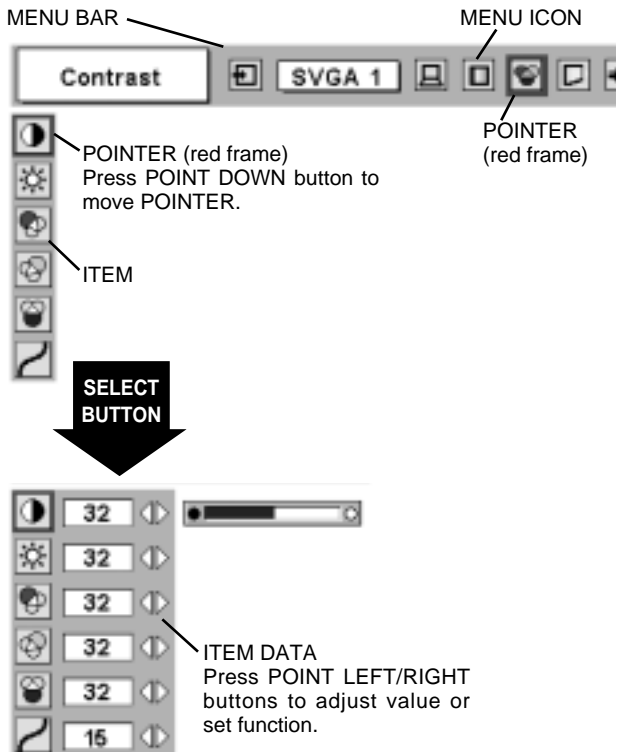 MENU BAR
MENU ICON
Contrast
SVGA 1
POINTER
(red frame)
POINTER (red frame)
Press POINT DOWN button to
move POINTER.
ITEM
SELECT
BUTTON
32
32
32
32
32
15
ITEM DATA
Press POINT LEFT/RIGHT
buttons to adjust value or
set function.